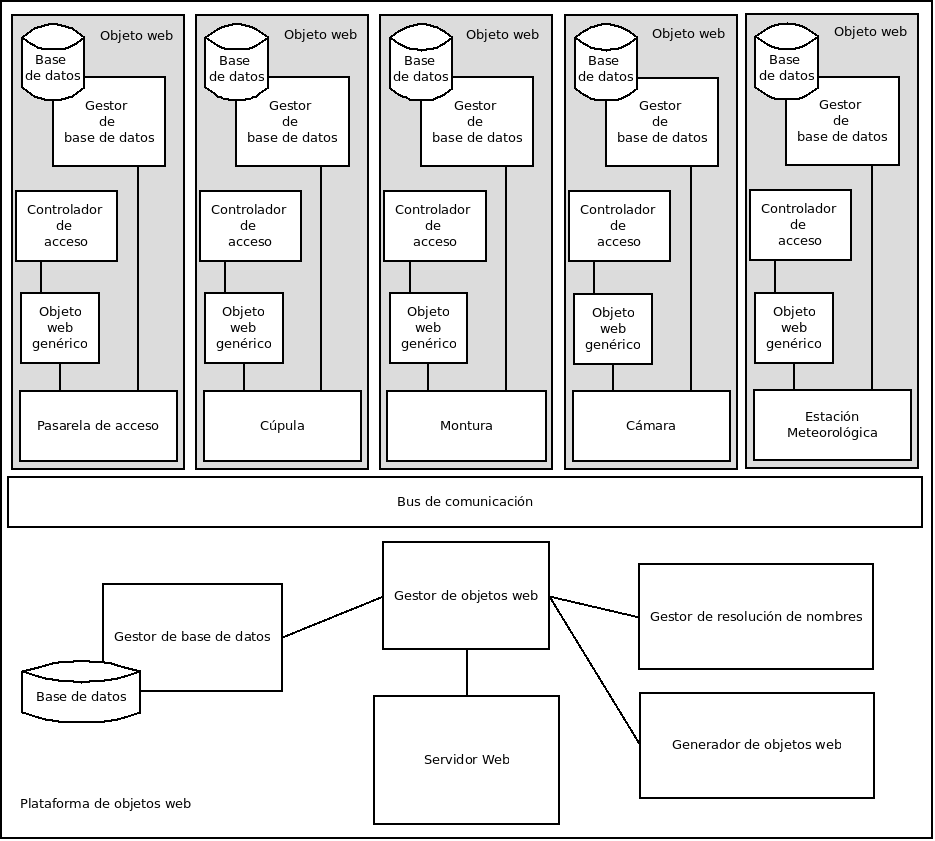 Objeto web
Base
de datos
Gestor
de
base de datos
Controlador
de
acceso
Objeto
web
genérico
Pasarela de acceso
Objeto web
Base
de datos
Gestor
de
base de datos
Controlador
de
acceso
Objeto
web
genérico
Cúpula
Objeto web
Base
de datos
Gestor
de
base de datos
Controlador
de
acceso
Objeto
web
genérico
Montura
Objeto web
Base
de datos
Gestor
de
base de datos
Controlador
de
acceso
Objeto
web
genérico
Cámara
Objeto web
Base
de datos
Gestor
de
base de datos
Controlador
de
acceso
Objeto
web
genérico
Estación
Meteorológica
Bus de comunicación
Gestor de objetos web
Gestor de base de datos
Base de datos
Gestor de resolución de nombres
Generador de objetos web
Servidor Web
Plataforma de objetos web